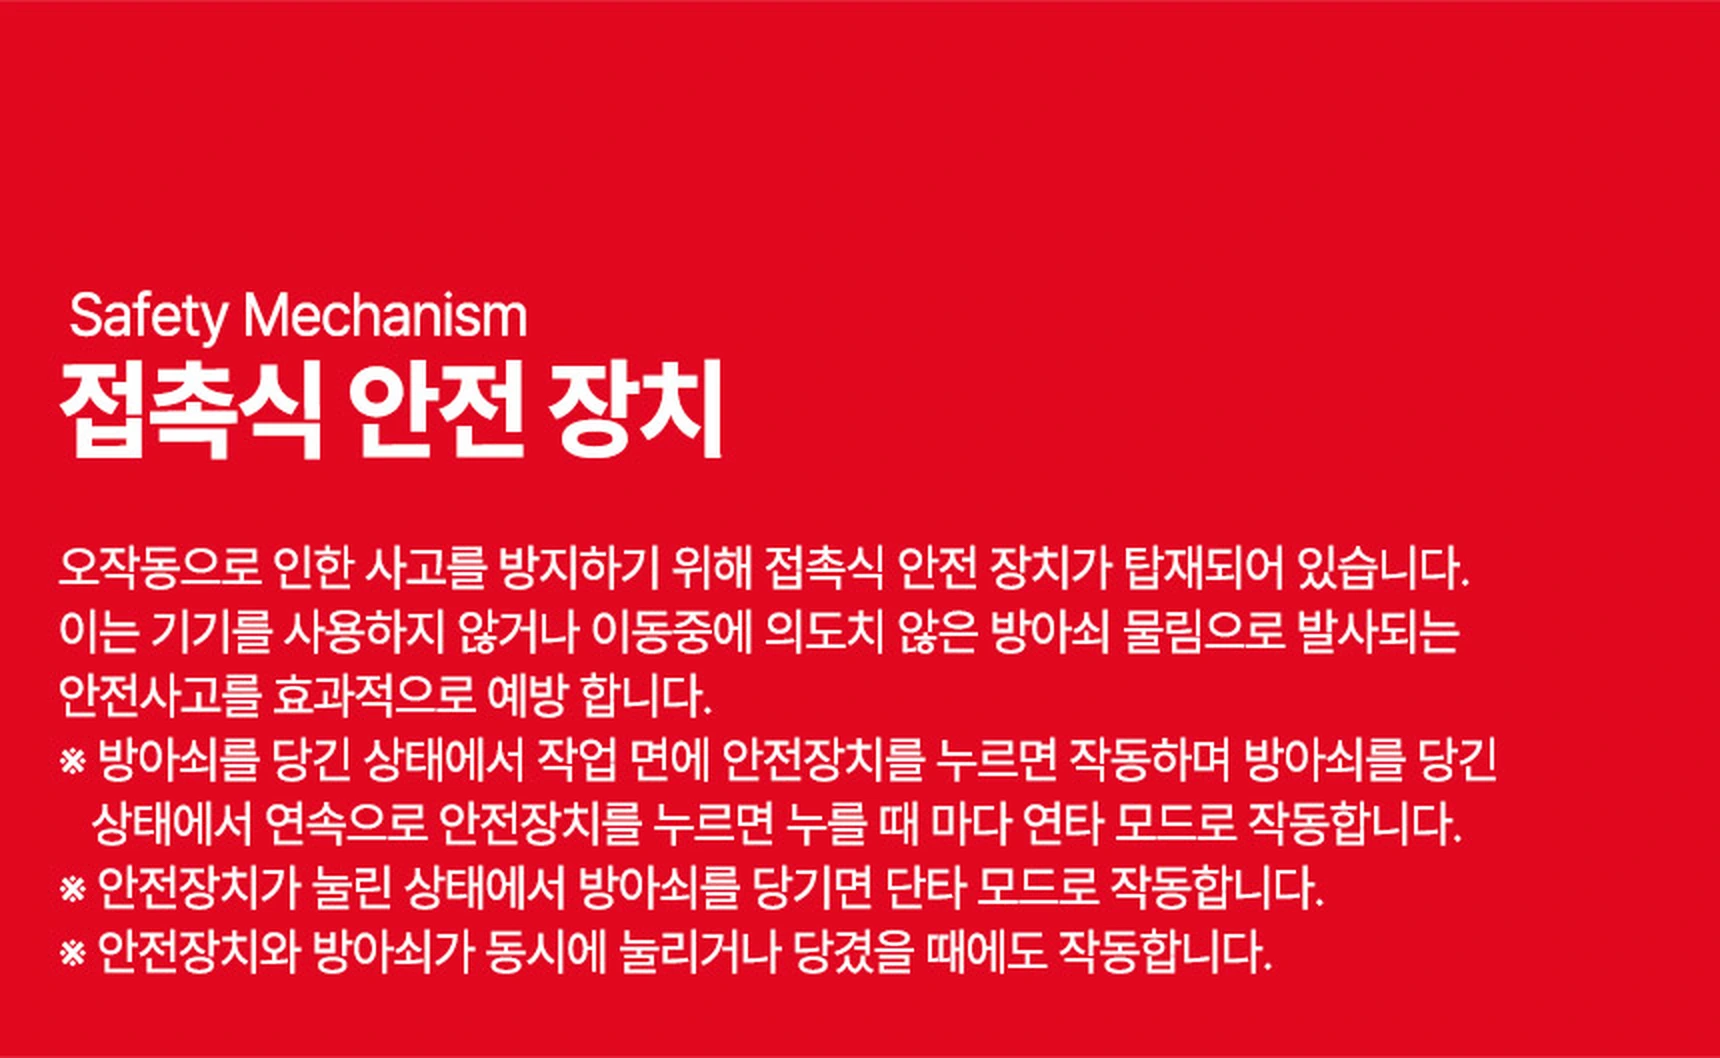 Safety Mechanism
접촉식 안전 장치
오작동으로 인한 사고를 방지하기 위해 접촉식 안전 장치가 탑재되어 있습니다.
이는 기기를 사용하지 않거나 이동중에 의도치 않은 방아쇠 물림으로 발사되는
안전사고를 효과적으로 예방 합니다.
※ 방아쇠를 당긴 상태에서 작업 면에 안전장치를 누르면 작동하며 방아쇠를 당긴
상태에서 연속으로 안전장치를 누르면 누를 때 마다 연타 모드로 작동합니다.
※ 안전장치가 눌린 상태에서 방아쇠를 당기면 단타 모드로 작동합니다.
※ 안전장치와 방아쇠가 동시에 눌리거나 당겼을 때에도 작동합니다.